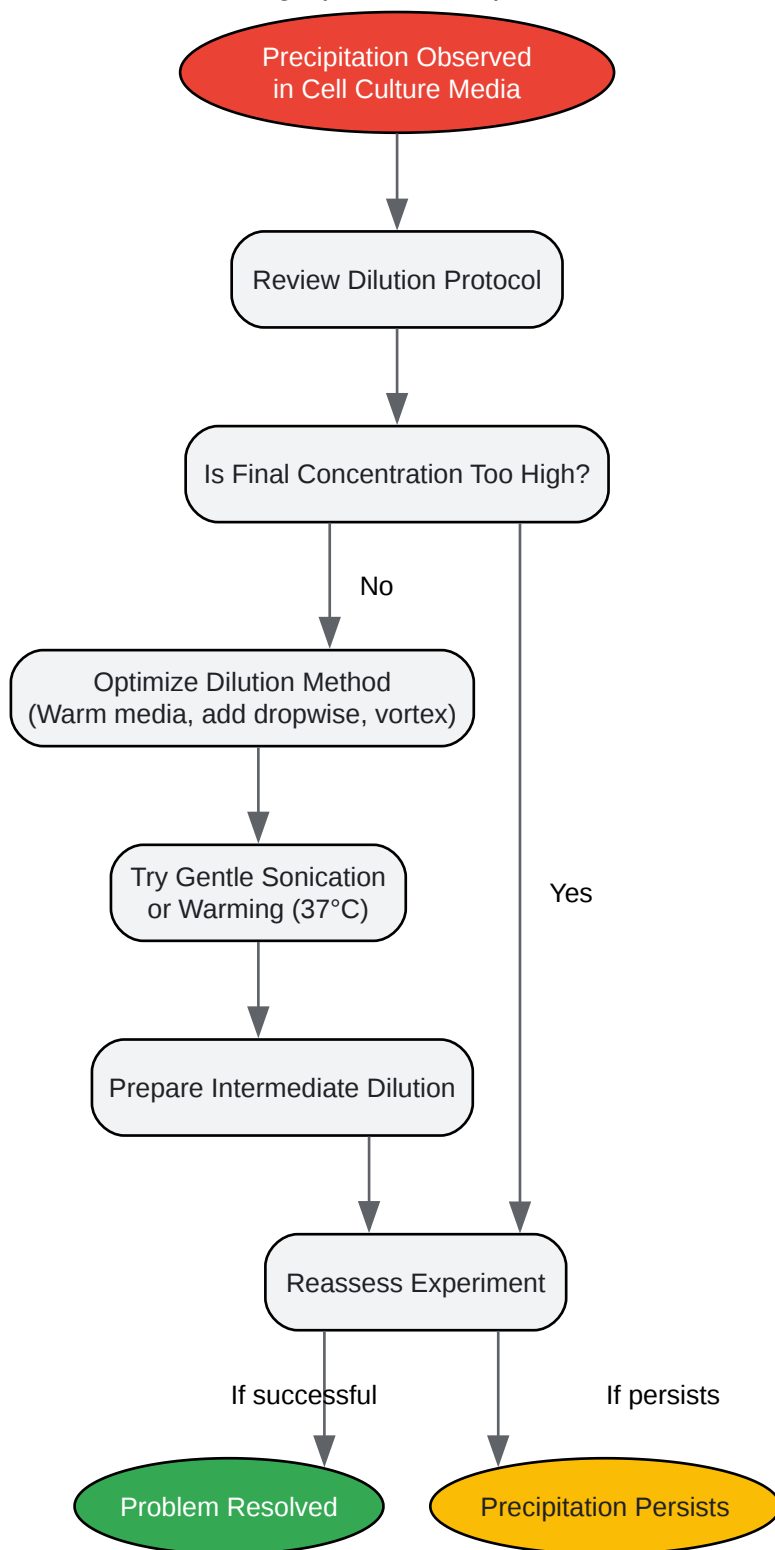 Precipitation Observed
in Cell Culture Media
Review Dilution Protocol
Is Final Concentration Too High?
No
Optimize Dilution Method
(Warm media, add dropwise, vortex)
Try Gentle Sonication
or Warming (37°C)
Yes
Prepare Intermediate Dilution
Reassess Experiment
If successful
If persists
Problem Resolved
Precipitation Persists